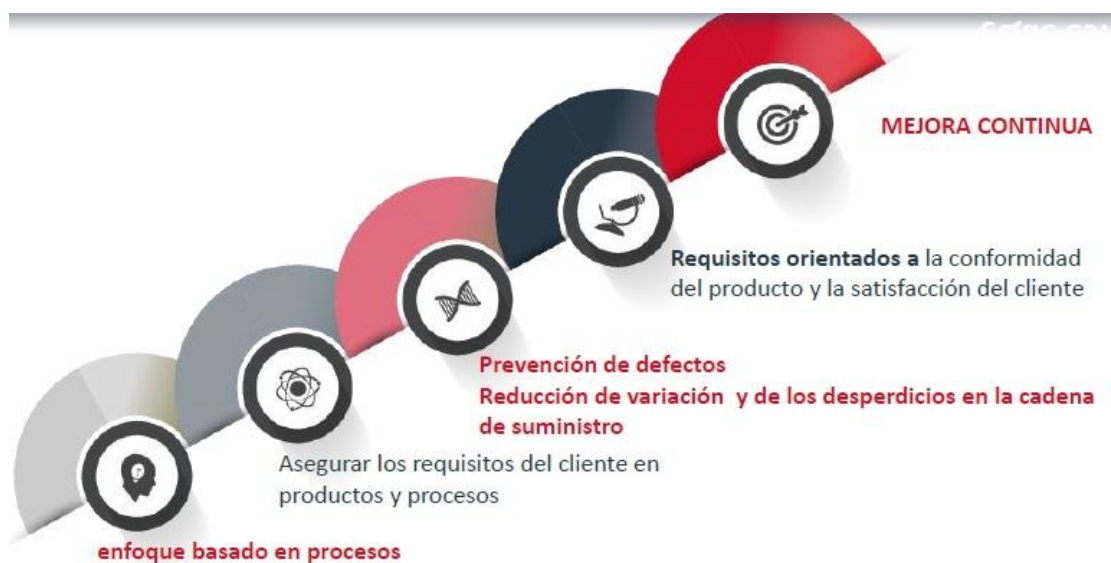 MEJORA CONTINUA
Requisitos orientados a la conformidad
del producto y la satisfacción del cliente
Prevención de defectos
Reducción de variación y de los desperdicios en la cadena
de suministro
Asegurar los requisitos del cliente en
productos y procesos
enfoque basado en procesos